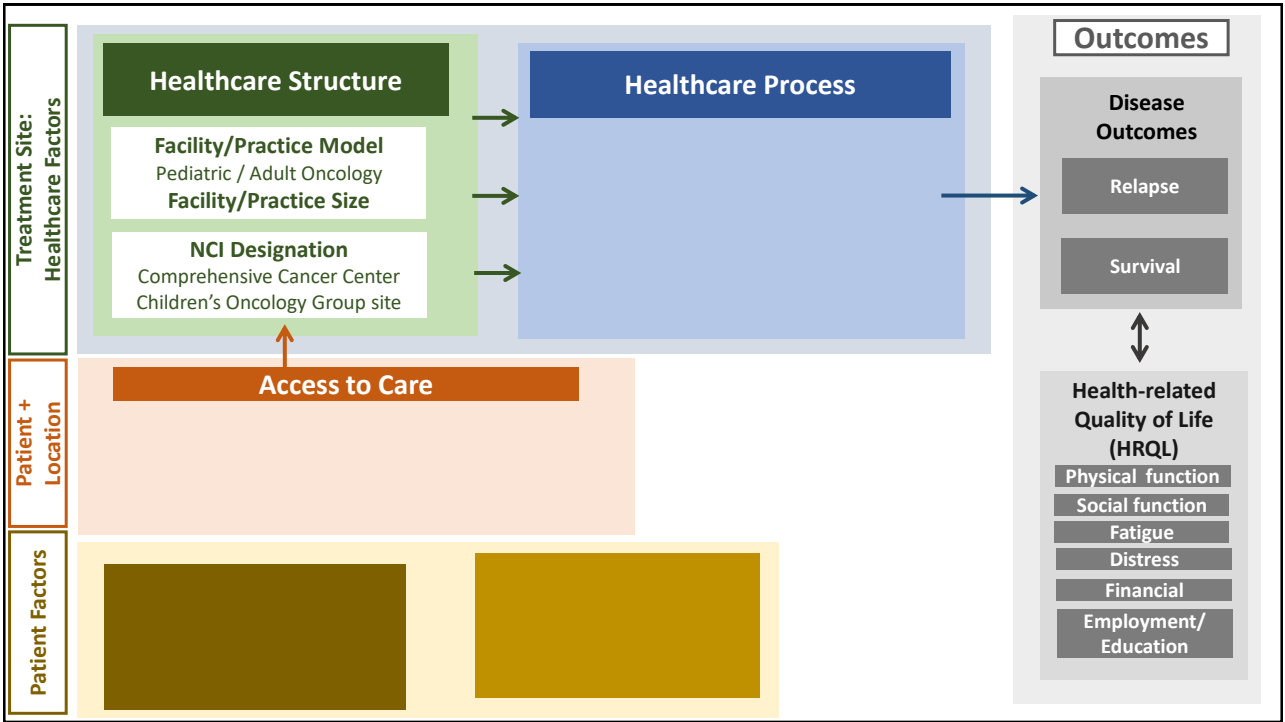 Treatment Site:
Healthcare Factors
Healthcare Structure
Facility/Practice Model
Pediatric / Adult Oncology
Facility/Practice Size
NCI Designation
Comprehensive Cancer Center
Children’s Oncology Group site
Healthcare Process
Outcomes
Disease
Outcomes
Relapse
Survival
Health-related
Quality of Life
(HRQL)
Physical function
Social function
Fatigue
Distress
Financial
Employment/
Education
Patient +
Location
Access to Care
Patient Factors